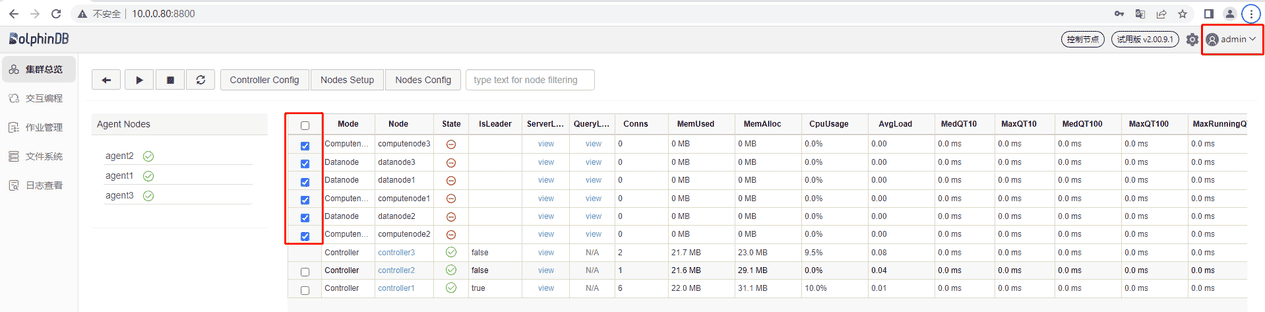 不安全 | 10.0.0.80:8800
DolphinDB 控制节点 试用版 v2.00.9.1 admin
集群总览 Controller Config Nodes Setup Nodes Config type text for node filtering
交互编程
作业管理
文件系统
日志查看
Agent Nodes
agent2
agent1
agent3
Mode Node State IsLeader ServerL... QueryL... Conns MemUsed MemAlloc CpuUsage AvgLoad MedQT10 MaxQT10 MedQT100 MaxQT100 MaxRunningQ
Computen... computenode3 view view 0 0 MB 0 MB 0.0% 0.00 0.0 ms 0.0 ms 0.0 ms 0.0 ms 0.0 ms
Datanode datanode3 view view 0 0 MB 0 MB 0.0% 0.00 0.0 ms 0.0 ms 0.0 ms 0.0 ms 0.0 ms
Datanode datanode1 view view 0 0 MB 0 MB 0.0% 0.00 0.0 ms 0.0 ms 0.0 ms 0.0 ms 0.0 ms
Computen... computenode1 view view 0 0 MB 0 MB 0.0% 0.00 0.0 ms 0.0 ms 0.0 ms 0.0 ms 0.0 ms
Datanode datanode2 view view 0 0 MB 0 MB 0.0% 0.00 0.0 ms 0.0 ms 0.0 ms 0.0 ms 0.0 ms
Computen... computenode2 view view 0 0 MB 0 MB 0.0% 0.00 0.0 ms 0.0 ms 0.0 ms 0.0 ms 0.0 ms
Controller controller3 false view N/A 2 21.7 MB 23.0 MB 9.5% 0.08 0.0 ms 0.0 ms 0.0 ms 0.0 ms 0.0 ms
Controller controller2 false view N/A 1 21.6 MB 29.1 MB 0.0% 0.04 0.0 ms 0.0 ms 0.0 ms 0.0 ms 0.0 ms
Controller controller1 true view N/A 6 22.0 MB 31.1 MB 10.0% 0.01 0.0 ms 0.0 ms 0.0 ms 0.0 ms 0.0 ms